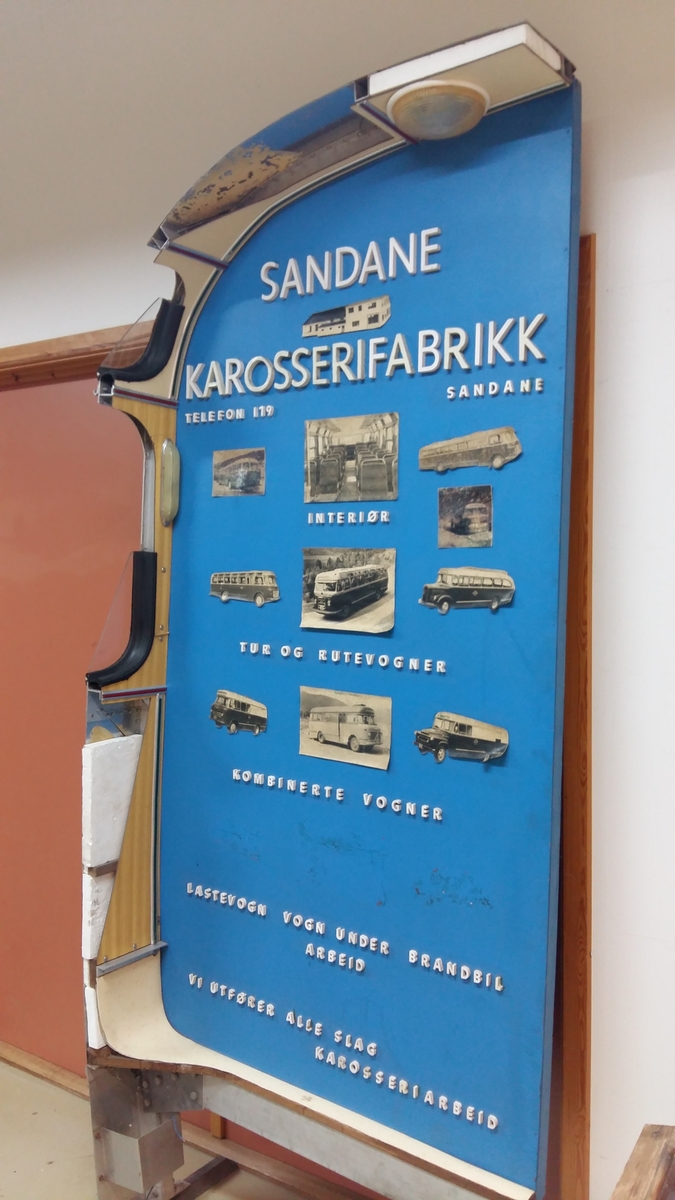 SANDANE
KAROSSERIFABRIKK
TELEFON 119
SANDANE
INTERIØR
TUR OG RUTEVOGNER
KOMBINERTE VOGNER
LASTEVOGN
VOGN UNDER
ARBEID
BRANDBIL
VI UTFØRER ALLE SLAG
KAROSSERIARBEID